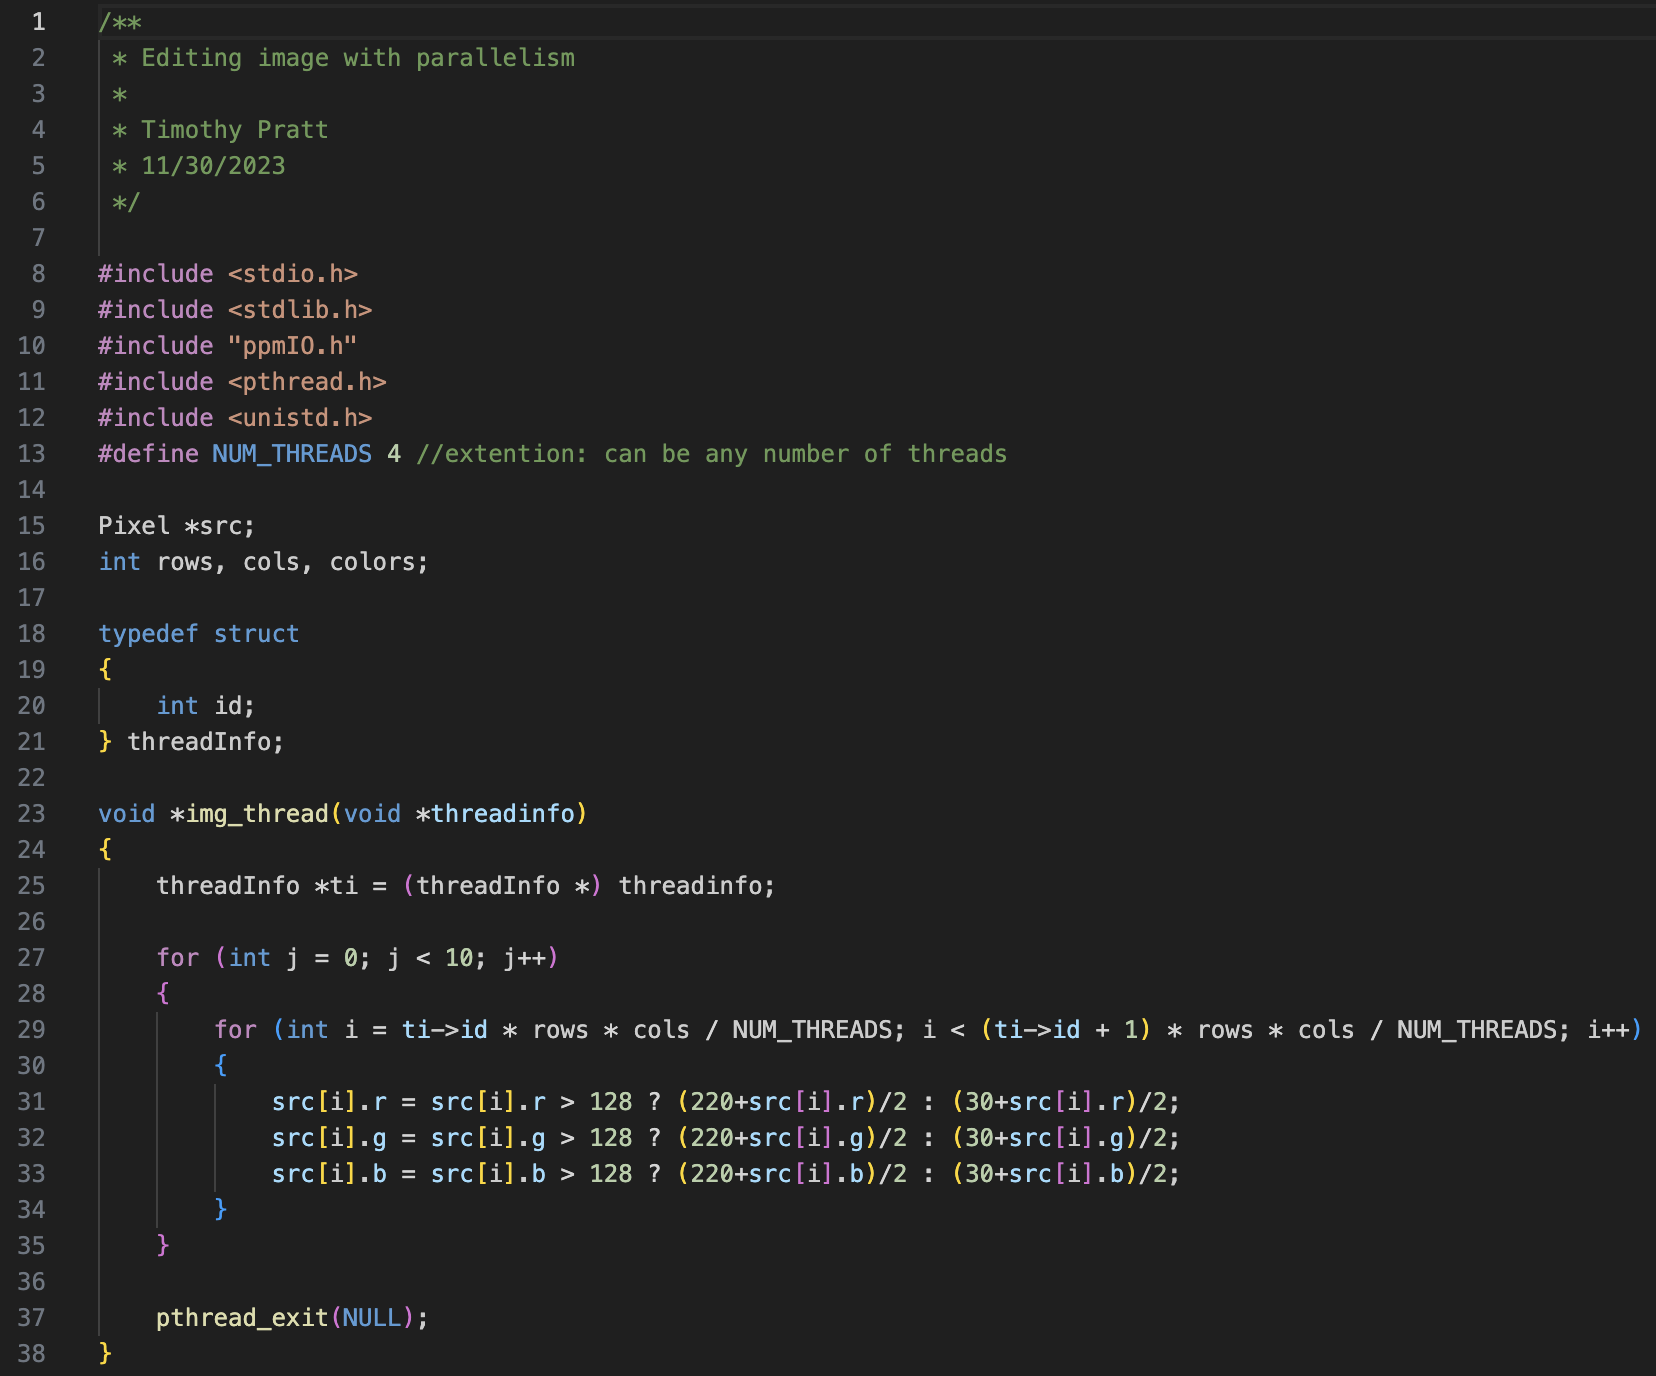 1 /**
2  * Editing image with parallelism
3  *
4  * Timothy Pratt
5  * 11/30/2023
6  */
7
8 #include <stdio.h>
9 #include <stdlib.h>
10 #include "ppmIO.h"
11 #include <pthread.h>
12 #include <unistd.h>
13 #define NUM_THREADS 4 //extention: can be any number of threads
14
15 Pixel *src;
16 int rows, cols, colors;
17
18 typedef struct
19 {
20     int id;
21 } threadInfo;
22
23 void *img_thread(void *threadinfo)
24 {
25     threadInfo *ti = (threadInfo *) threadinfo;
26
27     for (int j = 0; j < 10; j++)
28     {
29         for (int i = ti->id * rows * cols / NUM_THREADS; i < (ti->id + 1) * rows * cols / NUM_THREADS; i++)
30         {
31             src[i].r = src[i].r > 128 ? (220+src[i].r)/2 : (30+src[i].r)/2;
32             src[i].g = src[i].g > 128 ? (220+src[i].g)/2 : (30+src[i].g)/2;
33             src[i].b = src[i].b > 128 ? (220+src[i].b)/2 : (30+src[i].b)/2;
34         }
35     }
36
37     pthread_exit(NULL);
38 }